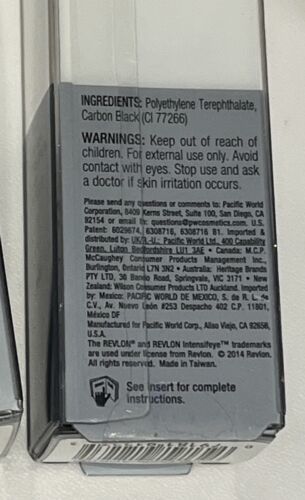 INGREDIENTS: Polyethylene Terephthalate,
Carbon Black (CI 77266)
WARNINGS: Keep out of reach of
children. For external use only. Avoid
contact with eyes. Stop use and ask
a doctor if skin irritation occurs.
Please send any questions or comments to: Pacific World
Corporation, 8409 Kerns Street, Suite 100, San Diego, CA
92154 or email to: questions@pwcosmetics.com, U.S.
Patent: 6029674, 6308716, 6308716 B1. Imported &
distributed by: UK/R.-U.: Pacific World Ltd., 400 Capability
Green, Luton Bedfordshire LU1 3AE • Canada: M.C.P.
McCaughey Consumer Products Management Inc.,
Burlington, Ontario L7N 3N2 • Australia: Heritage Brands
PTY LTD, 36 Banko Road, Springvale, VIC 3171 • New
Zealand: Wilson Consumer Products LTD Auckland. Imported
by: Mexico: PACIFIC WORLD DE MEXICO, S. de R.L. de
C.V., Av. Nuevo León #253 Despacho 402 C.P. 11801,
México DF
Manufactured for Pacific World Corp., Aliso Viejo, CA 92656,
U.S.A.
The REVLON® and REVLON Intensifeye™ trademarks
are used under license from Revlon. © 2014 Revlon.
All rights reserved. Made in Taiwan.
See insert for complete
instructions.